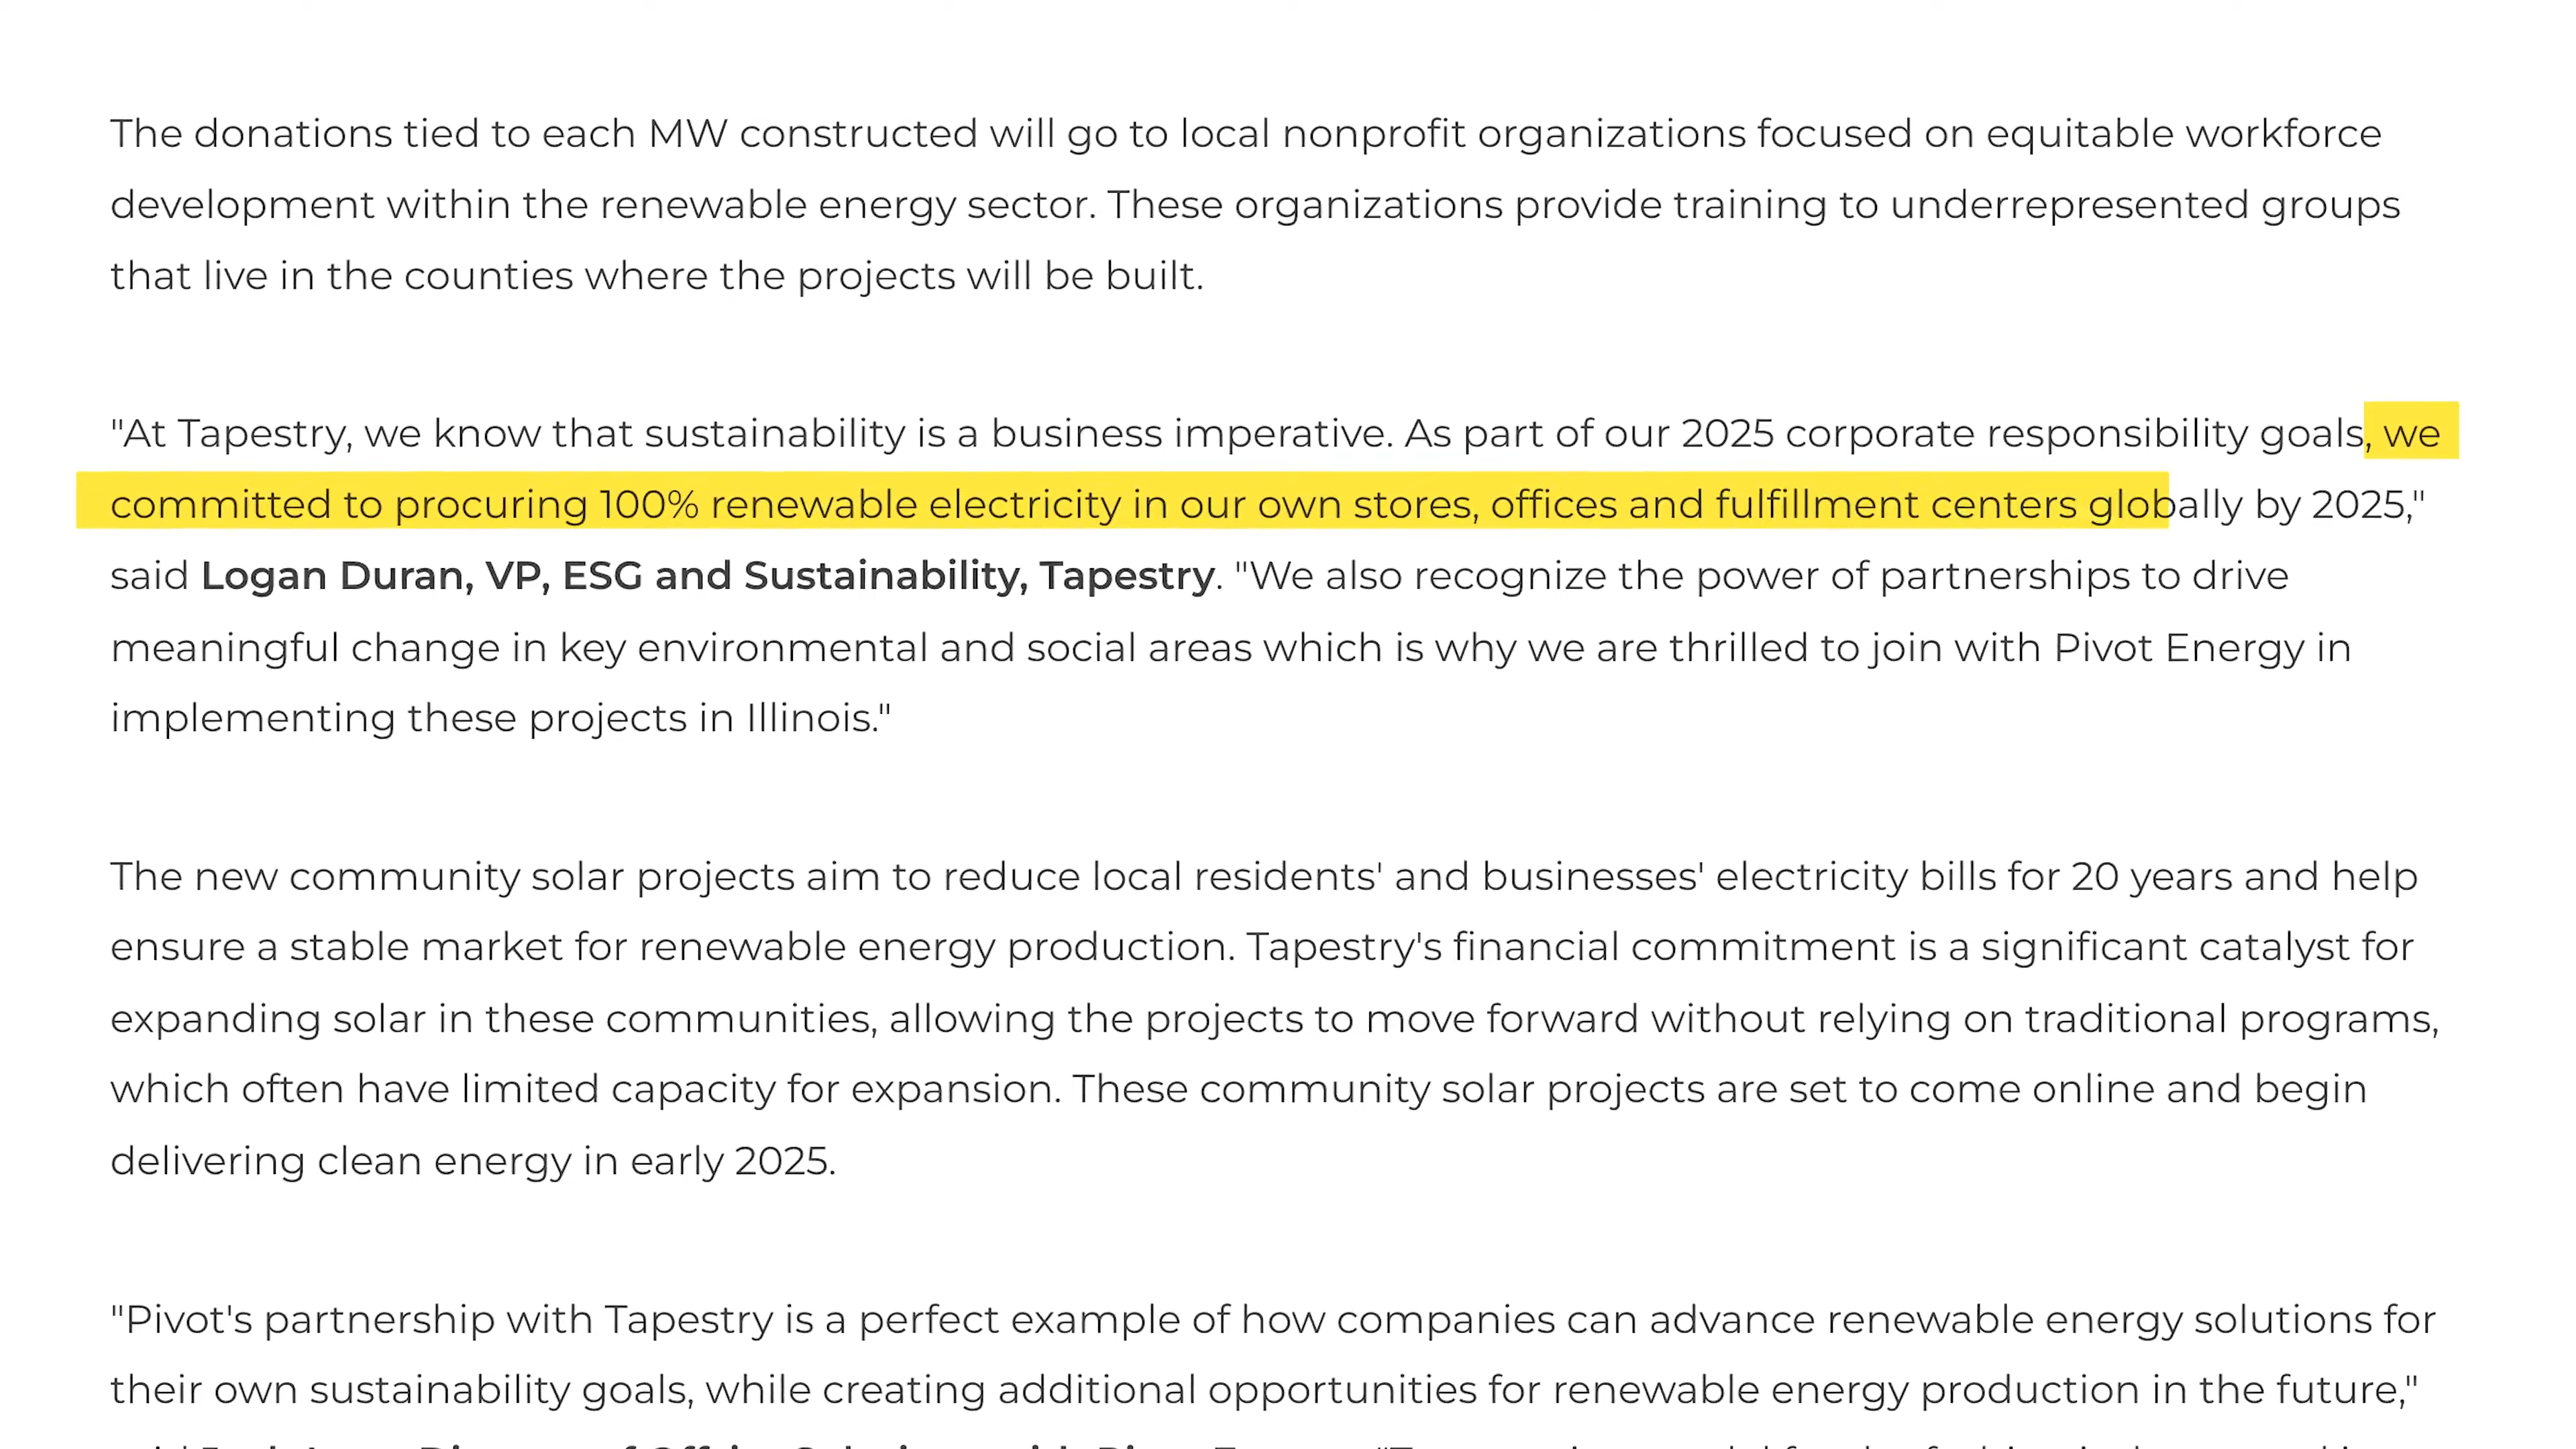 The donations tied to each MW constructed will go to local nonprofit organizations focused on equitable workforce
development within the renewable energy sector. These organizations provide training to underrepresented groups
that live in the counties where the projects will be built.
"At Tapestry, we know that sustainability is a business imperative. As part of our 2025 corporate responsibility goals, we
committed to procuring 100% renewable electricity in our own stores, offices and fulfillment centers globally by 2025,"
said Logan Duran, VP, ESG and Sustainability, Tapestry. "We also recognize the power of partnerships to drive
meaningful change in key environmental and social areas which is why we are thrilled to join with Pivot Energy in
implementing these projects in Illinois."
The new community solar projects aim to reduce local residents' and businesses' electricity bills for 20 years and help
ensure a stable market for renewable energy production. Tapestry's financial commitment is a significant catalyst for
expanding solar in these communities, allowing the projects to move forward without relying on traditional programs,
which often have limited capacity for expansion. These community solar projects are set to come online and begin
delivering clean energy in early 2025.
"Pivot's partnership with Tapestry is a perfect example of how companies can advance renewable energy solutions for
their own sustainability goals, while creating additional opportunities for renewable energy production in the future,"